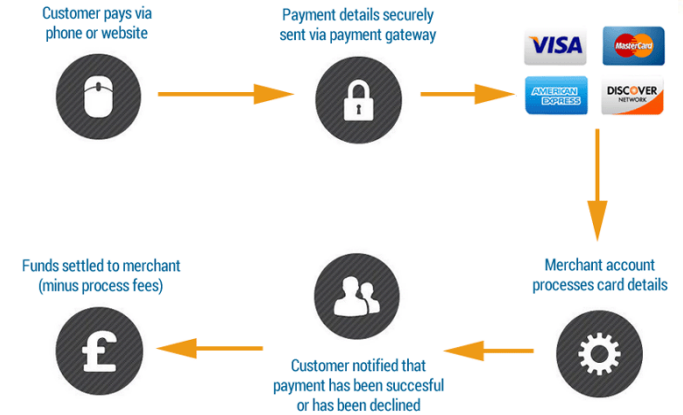 Customer pays via
phone or website
Payment details securely
sent via payment gateway
VISA
MasterCard
AMERICAN
EXPRESS
DISCOVER
NETWORK
Merchant account
processes card details
Customer notified that
payment has been succesful
or has been declined
Funds settled to merchant
(minus process fees)
£